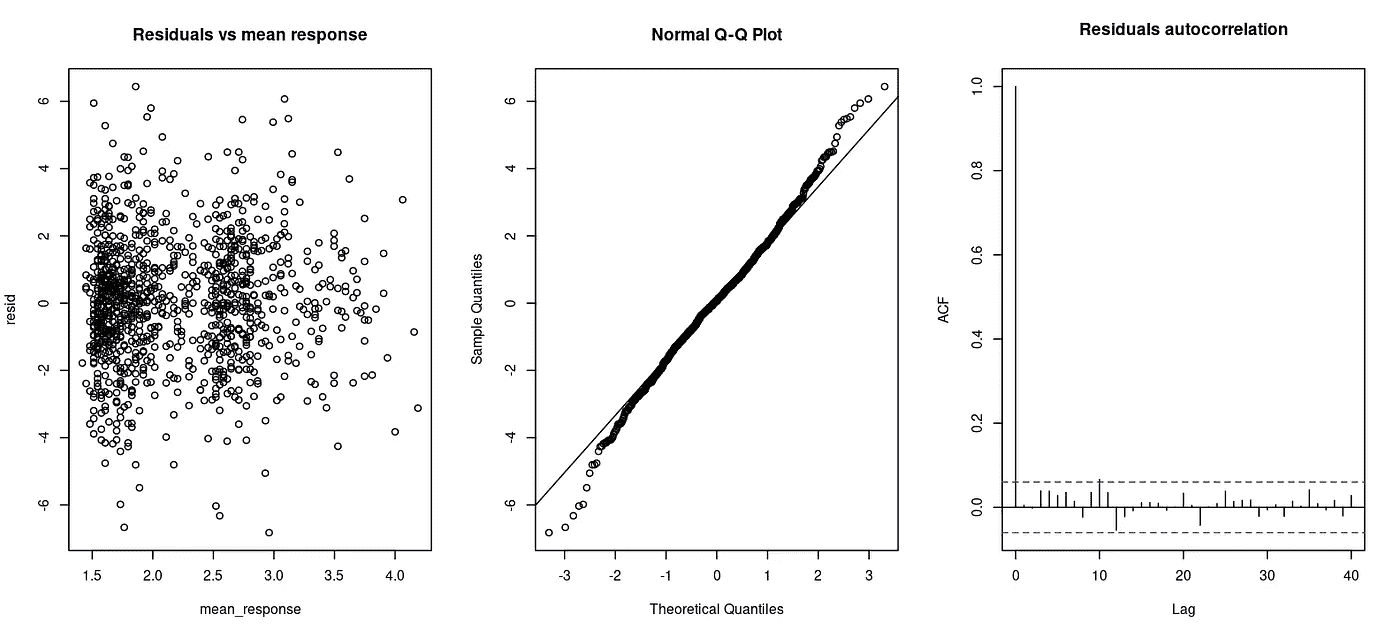 Residuals vs mean response
resid
6
4
2
0
-2
-4
-6
1.5 2.0 2.5 3.0 3.5 4.0
mean_response
Normal Q-Q Plot
Sample Quantiles
6
4
2
0
-2
-4
-6
-3 -2 -1 0 1 2 3
Theoretical Quantiles
Residuals autocorrelation
ACF
1.0
0.8
0.6
0.4
0.2
0.0
0 10 20 30 40
Lag